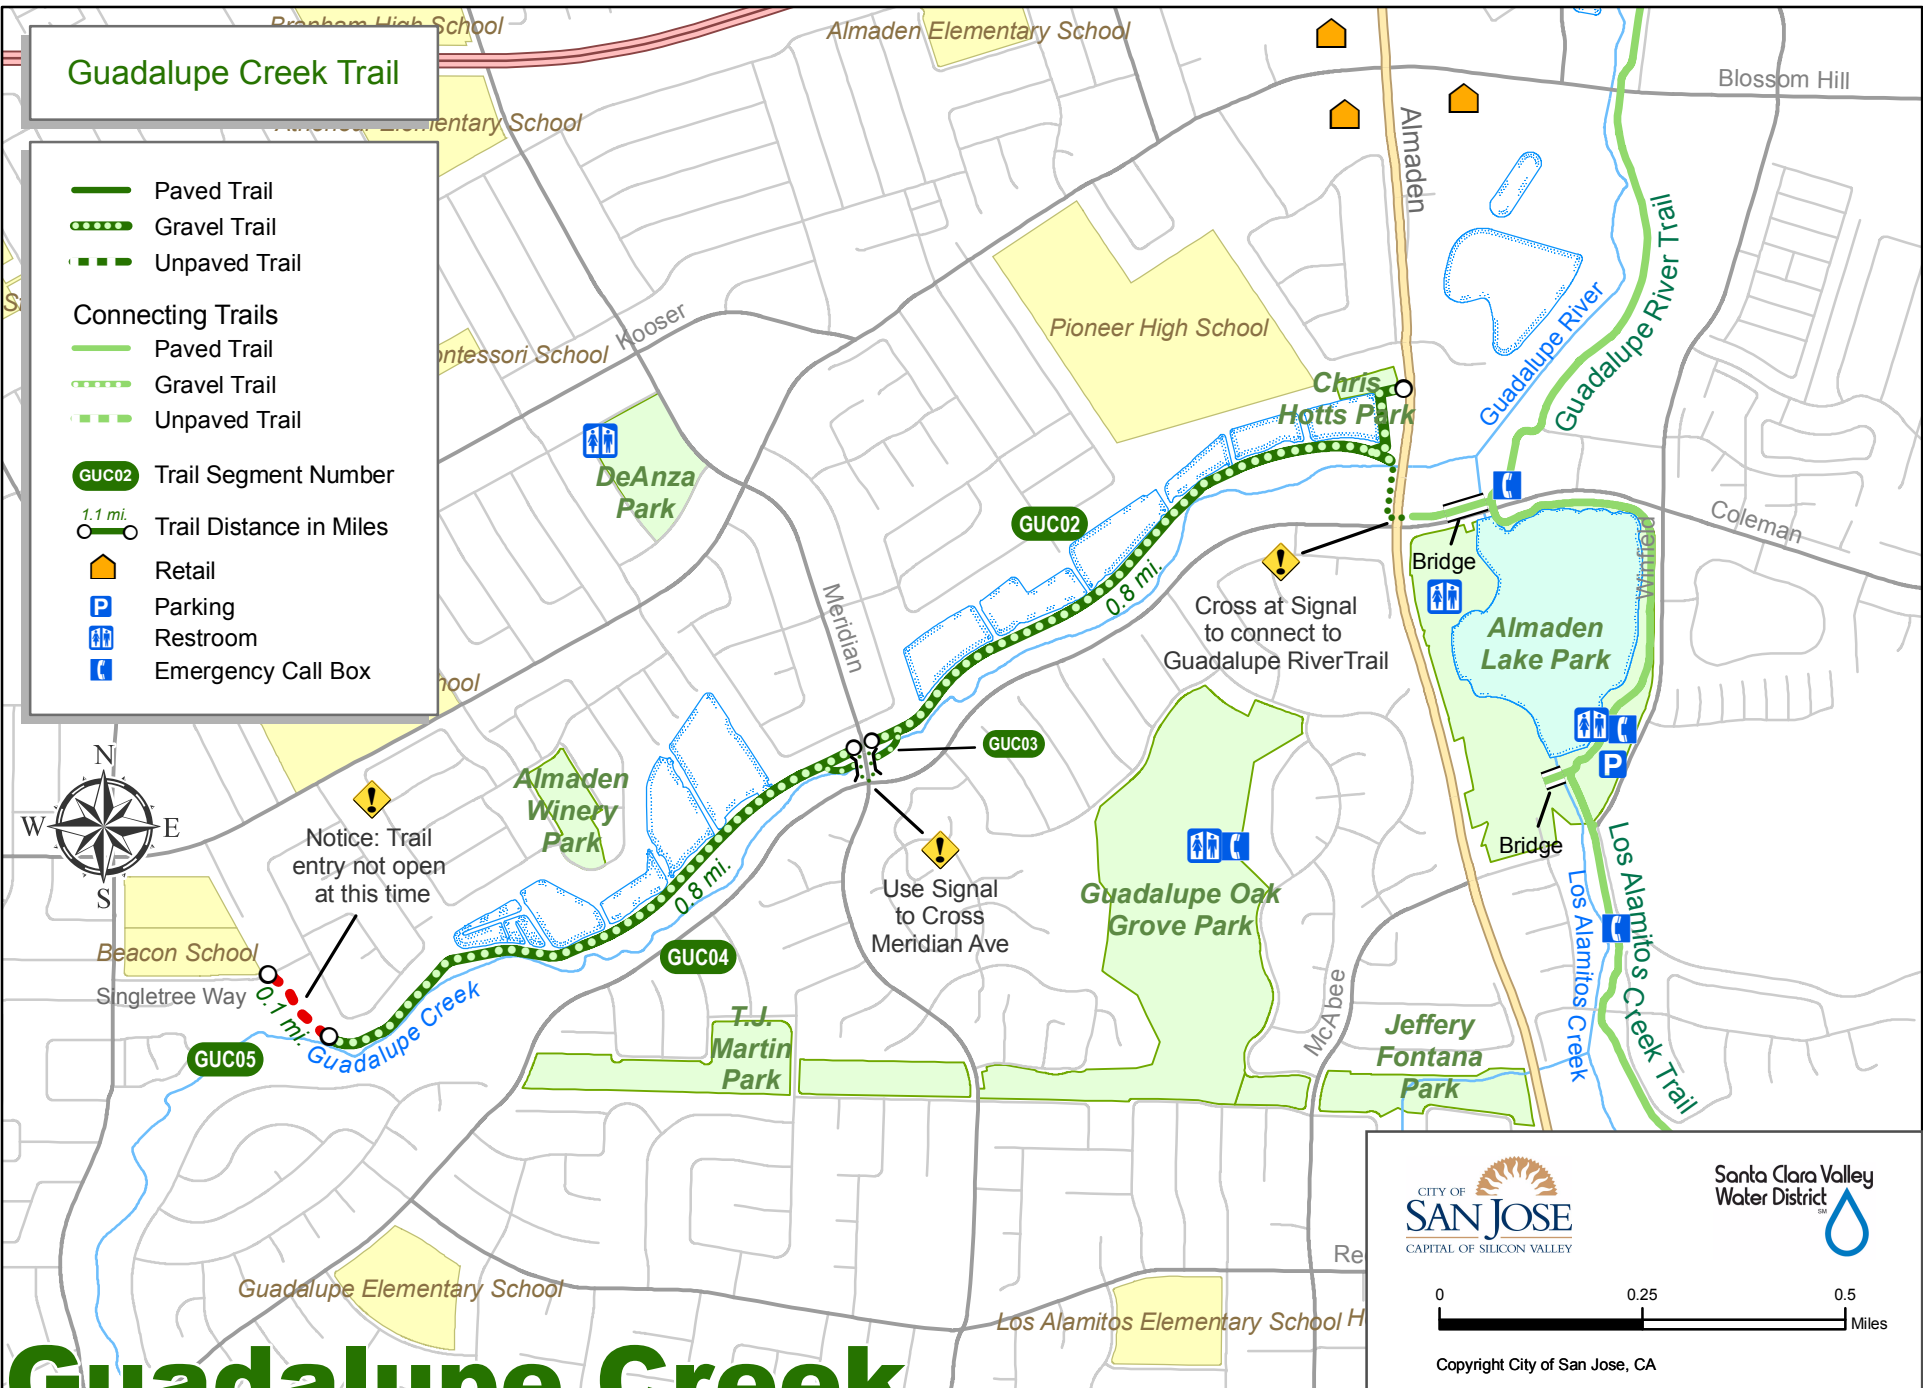 Guadalupe Creek Trail
Paved Trail
Gravel Trail
Unpaved Trail
Connecting Trails
Paved Trail
Gravel Trail
Unpaved Trail
GUC02 Trail Segment Number
1.1 mi.
Trail Distance in Miles
Retail
P Parking
Restroom
Emergency Call Box
High School
Almaden Elementary School
Elementary School
School
Blossom Hill
Almaden
Kooser
Pioneer High School
Guadalupe River Trail
Guadalupe River
Chris
Hotts Park
DeAnza
Park
GUC02
Coleman
Winfield
Bridge
Meridian
0.8 mi.
Cross at Signal
to connect to
Guadalupe RiverTrail
Almaden
Lake Park
P
GUC03
N
W E
S
Almaden
Winery
Park
Notice: Trail
entry not open
at this time
Use Signal
to Cross
Meridian Ave
0.8 mi.
GUC04
Guadalupe Oak
Grove Park
Bridge
Los Alamitos Creek
Los Alamitos Creek Trail
Beacon School
Singletree Way
0.1 mi.
Guadalupe Creek
GUC05
T.J.
Martin
Park
McAbee
Jeffery
Fontana
Park
Guadalupe Elementary School
Los Alamitos Elementary School
CITY OF
SAN JOSE
CAPITAL OF SILICON VALLEY
Santa Clara Valley
Water District
SM
0 0.25 0.5
Miles
Copyright City of San Jose, CA
Guadalupe Creek